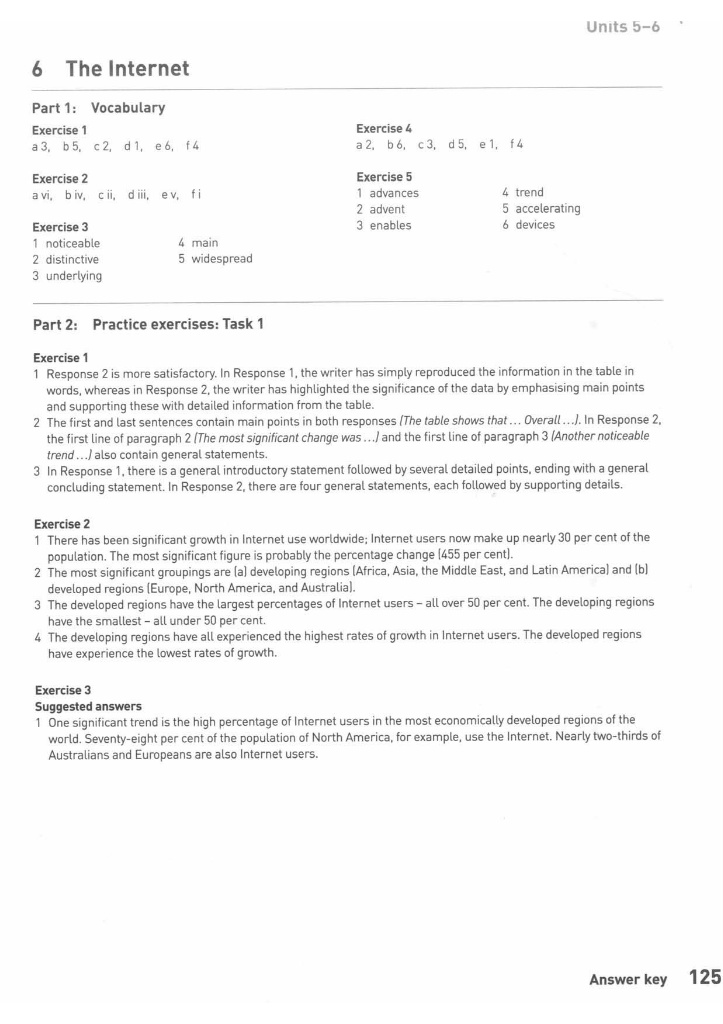 Units 5–6
6 The Internet
Part 1: Vocabulary
Exercise 1
a 3, b 5, c 2, d 1, e 6, f 4
Exercise 2
a vi, b iv, c ii, d iii, e v, f i
Exercise 3
1 noticeable
2 distinctive
3 underlying
4 main
5 widespread
Exercise 4
a 2, b 6, c 3, d 5, e 1, f 4
Exercise 5
1 advances
2 advent
3 enables
4 trend
5 accelerating
6 devices
Part 2: Practice exercises: Task 1
Exercise 1
1 Response 2 is more satisfactory. In Response 1, the writer has simply reproduced the information in the table in
words, whereas in Response 2, the writer has highlighted the significance of the data by emphasising main points
and supporting these with detailed information from the table.
2 The first and last sentences contain main points in both responses (The table shows that ... Overall ...). In Response 2,
the first line of paragraph 2 (The most significant change was ...) and the first line of paragraph 3 (Another noticeable
trend ...) also contain general statements.
3 In Response 1, there is a general introductory statement followed by several detailed points, ending with a general
concluding statement. In Response 2, there are four general statements, each followed by supporting details.
Exercise 2
1 There has been significant growth in Internet use worldwide; Internet users now make up nearly 30 per cent of the
population. The most significant figure is probably the percentage change (455 per cent).
2 The most significant groupings are (a) developing regions (Africa, Asia, the Middle East, and Latin America) and (b)
developed regions (Europe, North America, and Australia).
3 The developed regions have the largest percentages of Internet users – all over 50 per cent. The developing regions
have the smallest – all under 50 per cent.
4 The developing regions have all experienced the highest rates of growth in Internet users. The developed regions
have experience the lowest rates of growth.
Exercise 3
Suggested answers
1 One significant trend is the high percentage of Internet users in the most economically developed regions of the
world. Seventy-eight per cent of the population of North America, for example, use the Internet. Nearly two-thirds of
Australians and Europeans are also Internet users.
Answer key 125